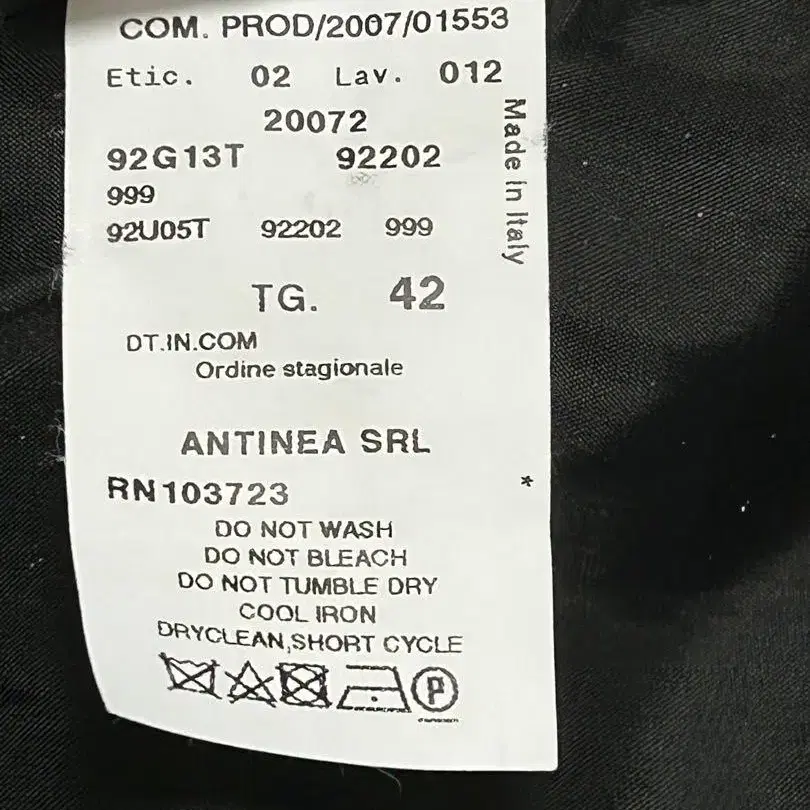 COM. PROD/2007/01553
Etic. 02 Lav. 012
20072
92G13T 92202
999
92U05T 92202 999
Made in Italy
TG. 42
DT.IN.COM
Ordine stagionale
ANTINEA SRL
RN103723 *
DO NOT WASH
DO NOT BLEACH
DO NOT TUMBLE DRY
COOL IRON
DRYCLEAN,SHORT CYCLE
P